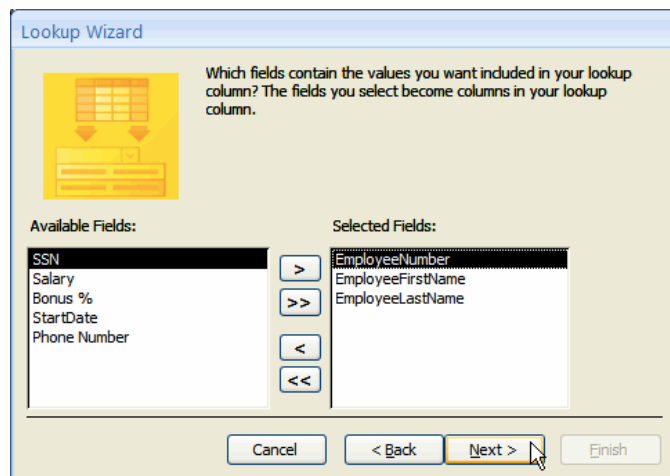 Lookup Wizard
Which fields contain the values you want included in your lookup
column? The fields you select become columns in your lookup
column.
Available Fields:
Selected Fields:
SSN
Salary
Bonus %
StartDate
Phone Number
>
>>
<
<<
EmployeeNumber
EmployeeFirstName
EmployeeLastName
Cancel
< Back
Next >
Finish